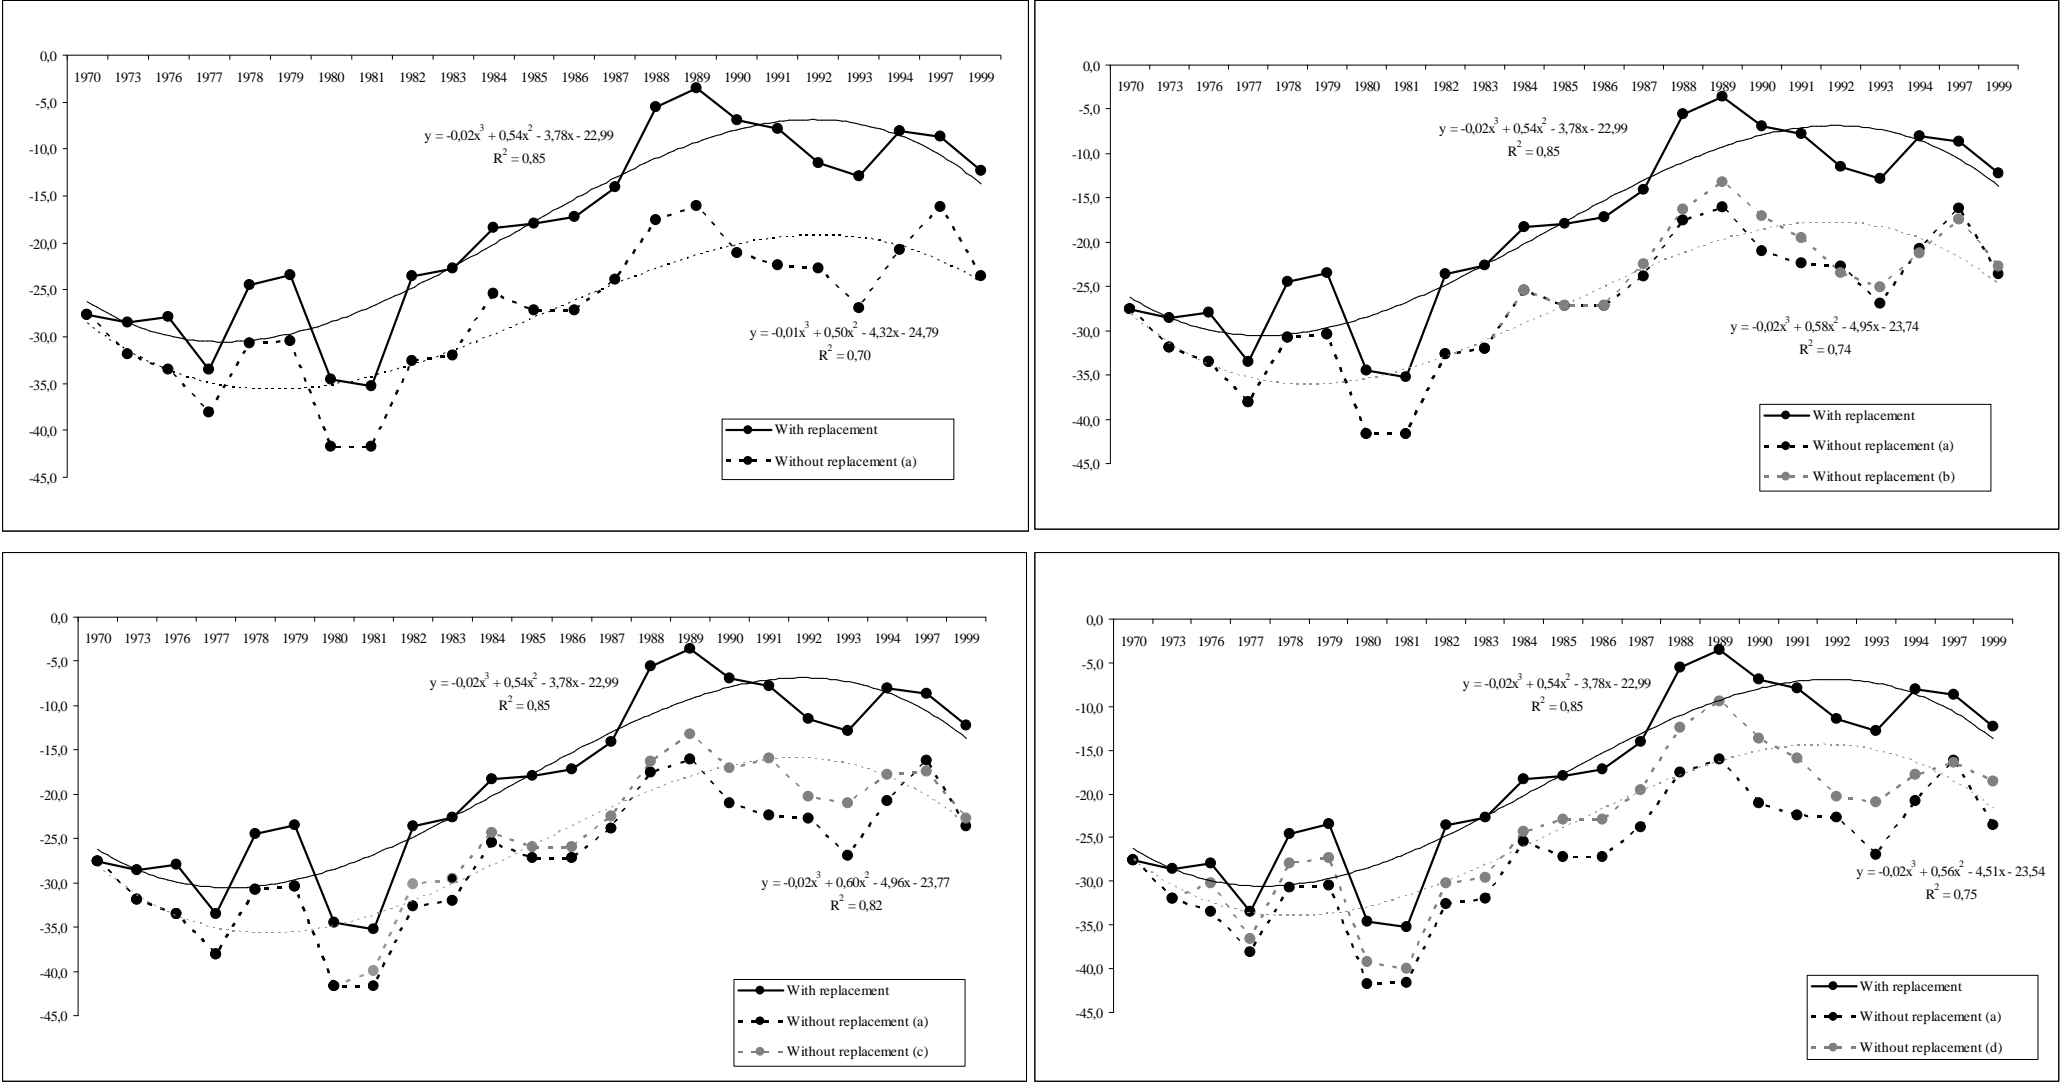 0,0
1970 1973 1976 1977 1978 1979 1980 1981 1982 1983 1984 1985 1986 1987 1988 1989 1990 1991 1992 1993 1994 1997 1999
-5,0
y = -0,02x³ + 0,54x² - 3,78x - 22,99
-10,0
R² = 0,85
-15,0
-20,0
-25,0
-30,0
y = -0,01x³ + 0,50x² - 4,32x - 24,79
R² = 0,70
-35,0
-40,0
With replacement
Without replacement (a)
-45,0
0,0
1970 1973 1976 1977 1978 1979 1980 1981 1982 1983 1984 1985 1986 1987 1988 1989 1990 1991 1992 1993 1994 1997 1999
-5,0
y = -0,02x³ + 0,54x² - 3,78x - 22,99
R² = 0,85
-10,0
-15,0
-20,0
-25,0
y = -0,02x³ + 0,58x² - 4,95x - 23,74
-30,0
R² = 0,74
-35,0
-40,0
With replacement
Without replacement (a)
-45,0
Without replacement (b)
0,0
1970 1973 1976 1977 1978 1979 1980 1981 1982 1983 1984 1985 1986 1987 1988 1989 1990 1991 1992 1993 1994 1997 1999
-5,0
y = -0,02x³ + 0,54x² - 3,78x - 22,99
R² = 0,85
-10,0
-15,0
-20,0
-25,0
-30,0
y = -0,02x³ + 0,60x² - 4,96x - 23,77
R² = 0,82
-35,0
-40,0
With replacement
-45,0
Without replacement (a)
Without replacement (c)
0,0
1970 1973 1976 1977 1978 1979 1980 1981 1982 1983 1984 1985 1986 1987 1988 1989 1990 1991 1992 1993 1994 1997 1999
-5,0
y = -0,02x³ + 0,54x² - 3,78x - 22,99
R² = 0,85
-10,0
-15,0
-20,0
-25,0
y = -0,02x³ + 0,56x² - 4,51x - 23,54
-30,0
R² = 0,75
-35,0
-40,0
With replacement
-45,0
Without replacement (a)
Without replacement (d)